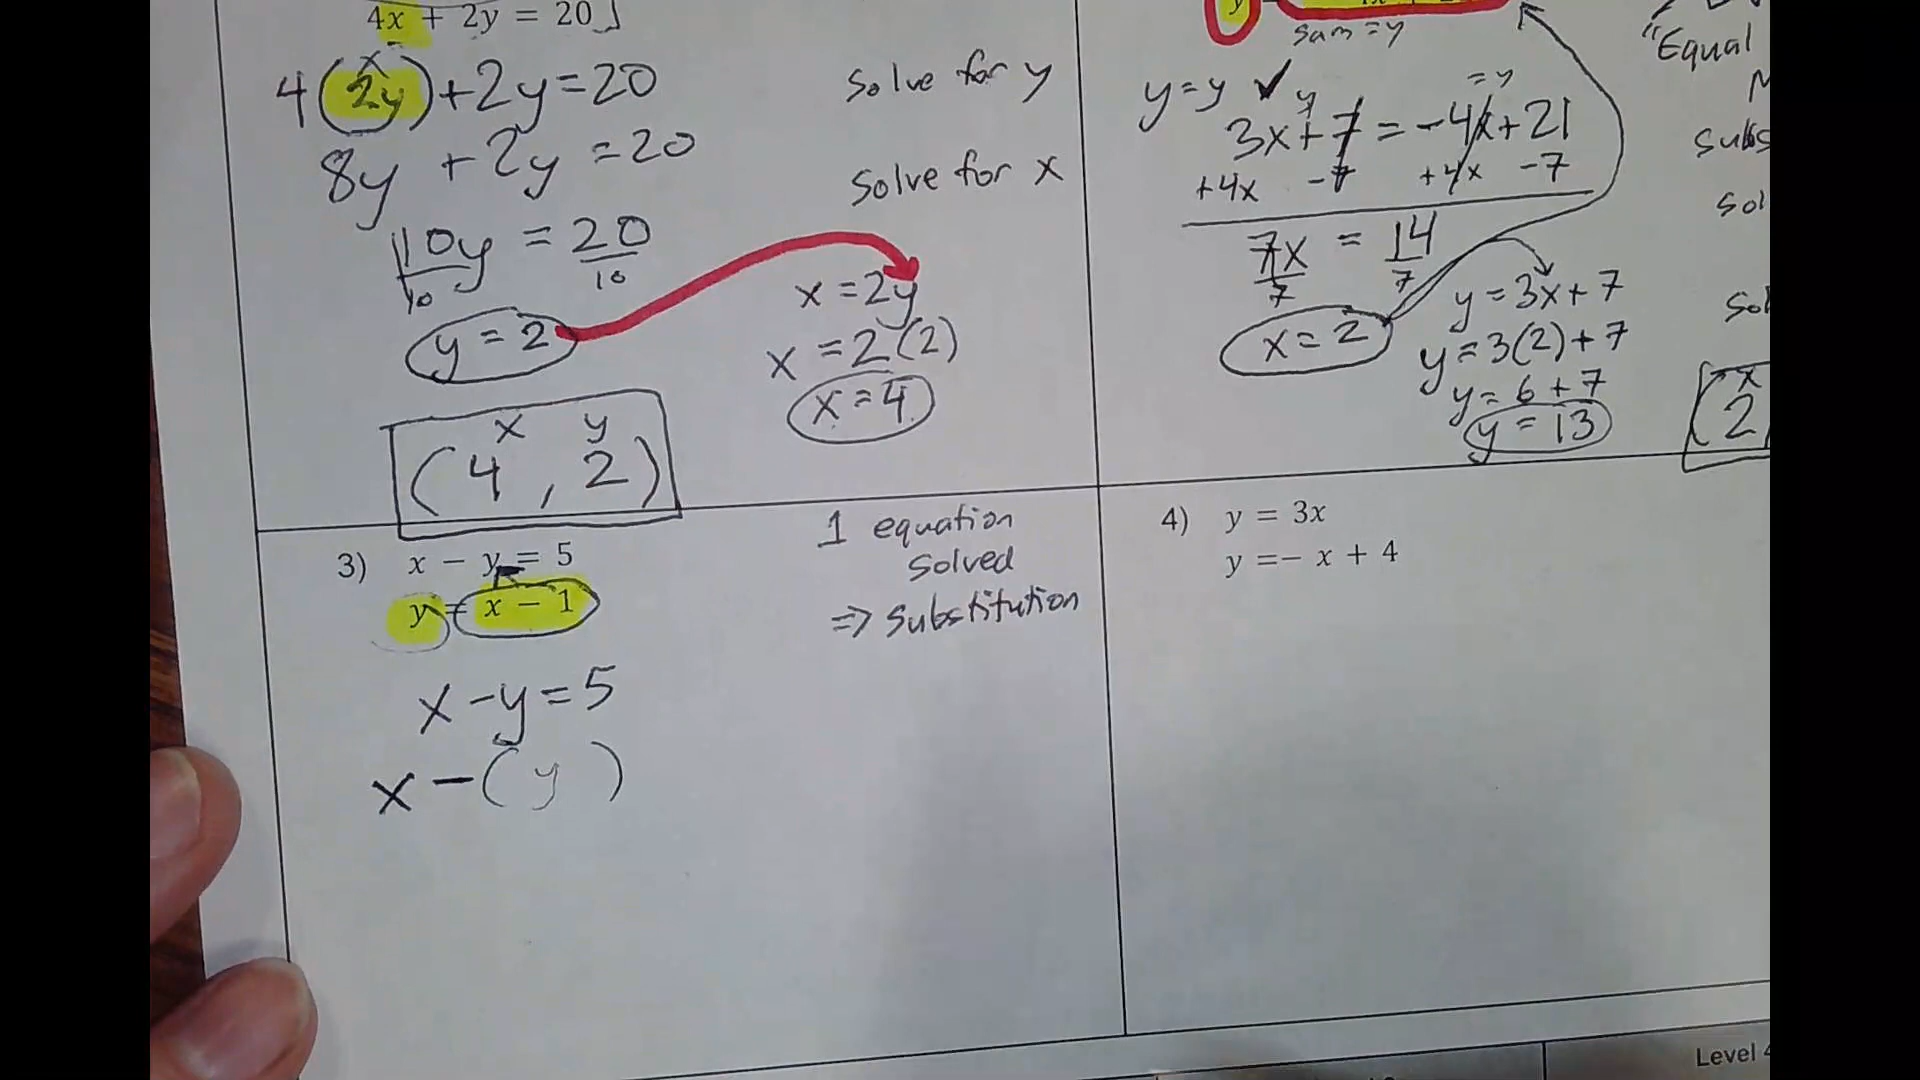 4x + 2y = 20
4(2y)+2y=20
x
8y + 2y = 20
10y = 20
10 10
y = 2
(4, 2)
x y
solve for y
solve for x
x = 2y
x = 2(2)
x = 4
sam = y
y=y ✓
y = y
3x+7 = -4x+21
+4x -7 +4x -7
7x = 14
7 7
x = 2
y = 3x+7
y = 3(2)+7
y = 6+7
y = 13
x
(2
"Equal
subs
sol
sol
3) x − y = 5
y = x − 1
x - y = 5
x - ( y )
1 equation
solved
⇒ substitution
4) y = 3x
y = − x + 4
Level 4